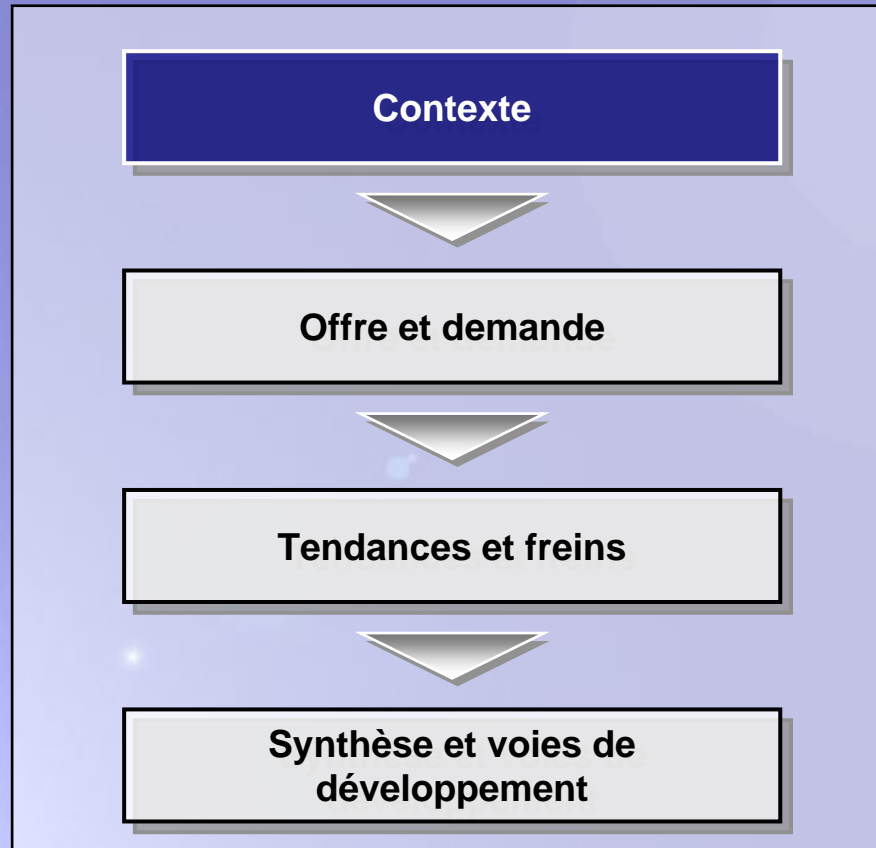 Contexte
Offre et demande
Tendances et freins
Synthèse et voies de
développement